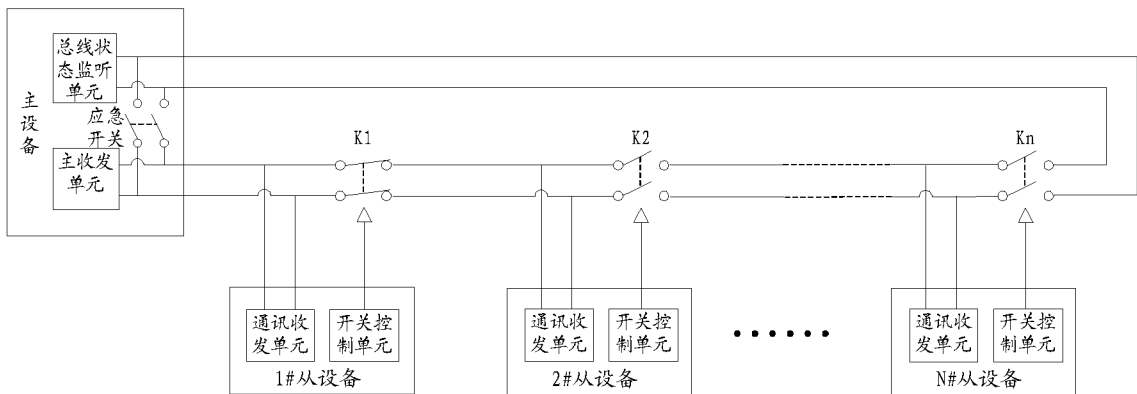 总线状
态监听
单元
主设备
应急
开关
主收发
单元
K1
K2
Kn
通讯收
发单元
开关控
制单元
1#从设备
通讯收
发单元
开关控
制单元
2#从设备
通讯收
发单元
开关控
制单元
N#从设备